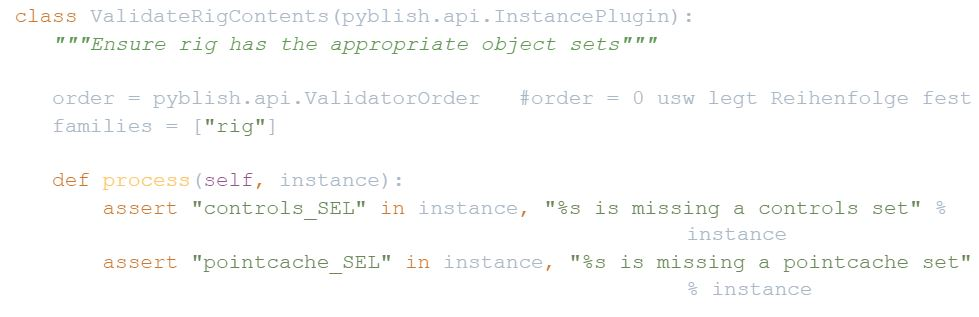 class ValidateRigContents(pyblish.api.InstancePlugin):
"""Ensure rig has the appropriate object sets"""
order = pyblish.api.ValidatorOrder   #order = 0 usw legt Reihenfolge fest
families = ["rig"]
def process(self, instance):
assert "controls_SEL" in instance, "%s is missing a controls set" %
instance
assert "pointcache_SEL" in instance, "%s is missing a pointcache set"
% instance